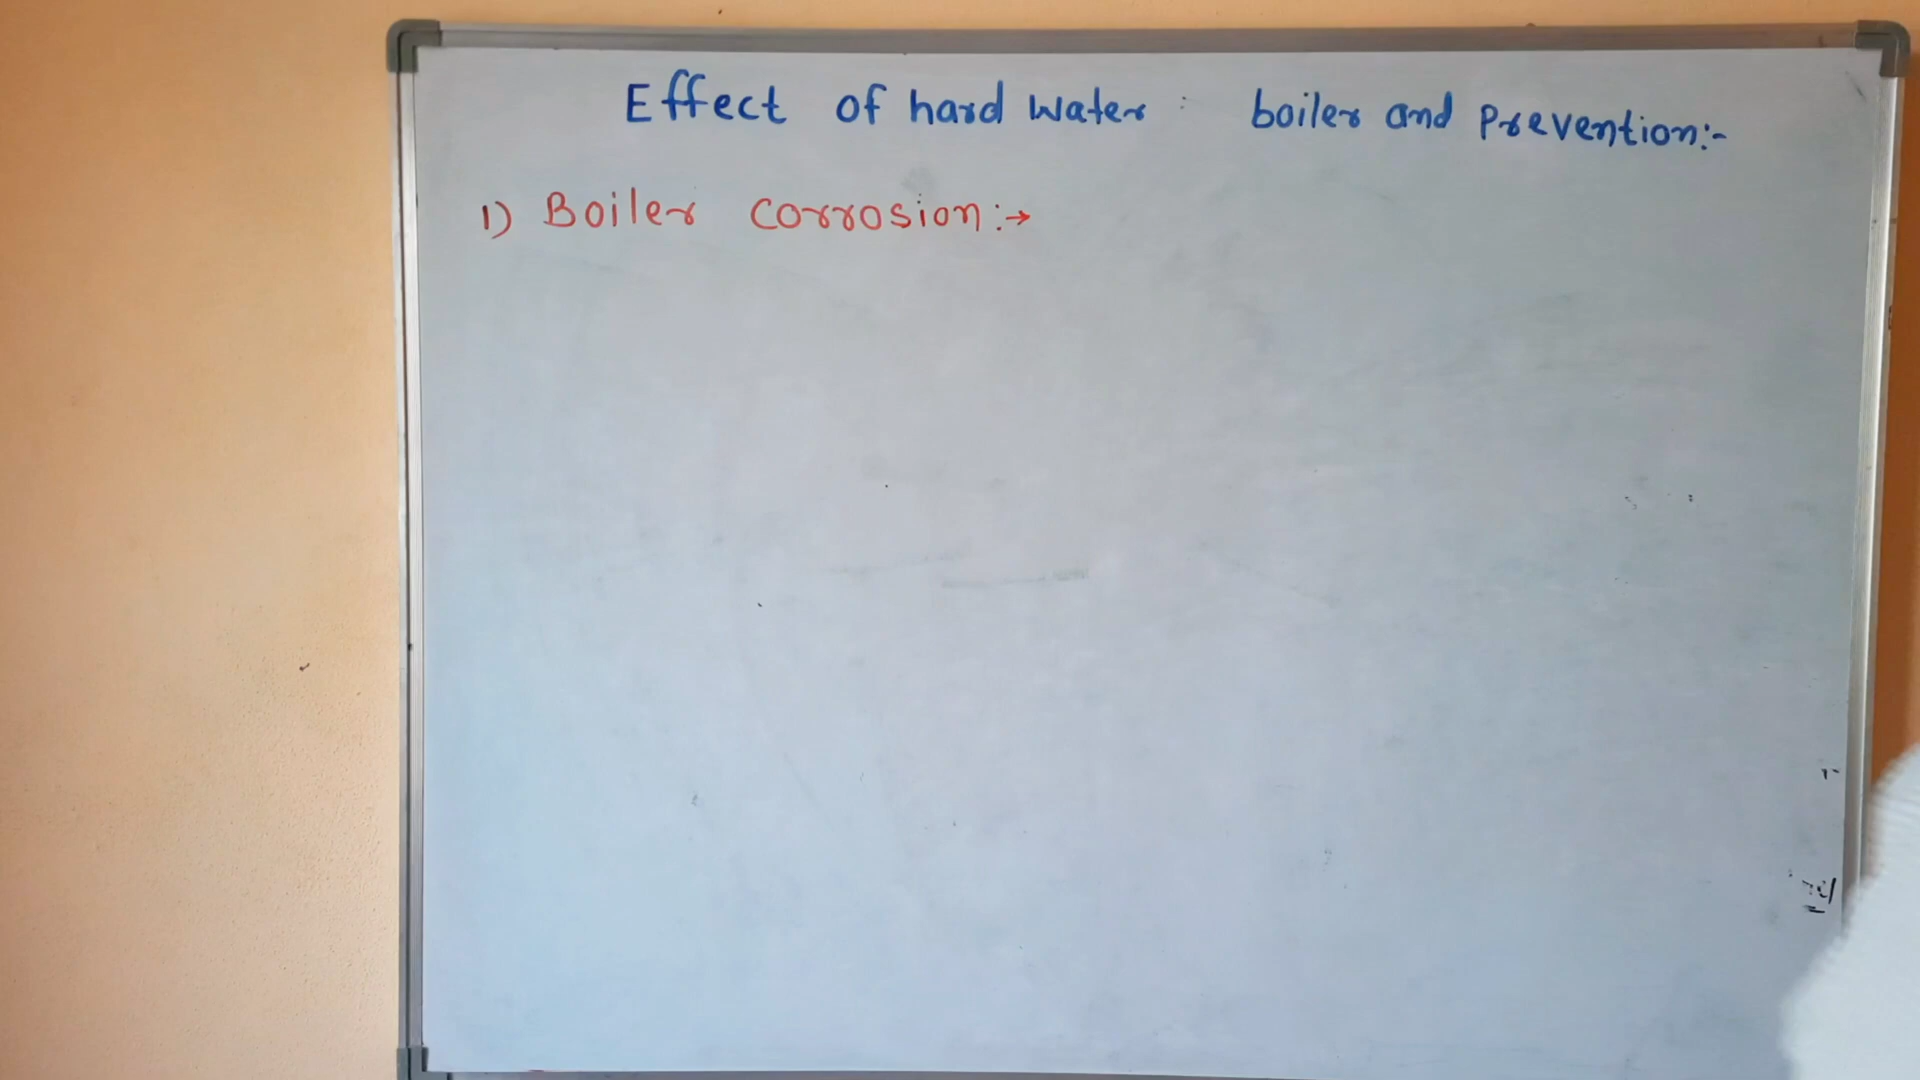 Effect of hard water : boiler and prevention:-
1) Boiler corrosion:→